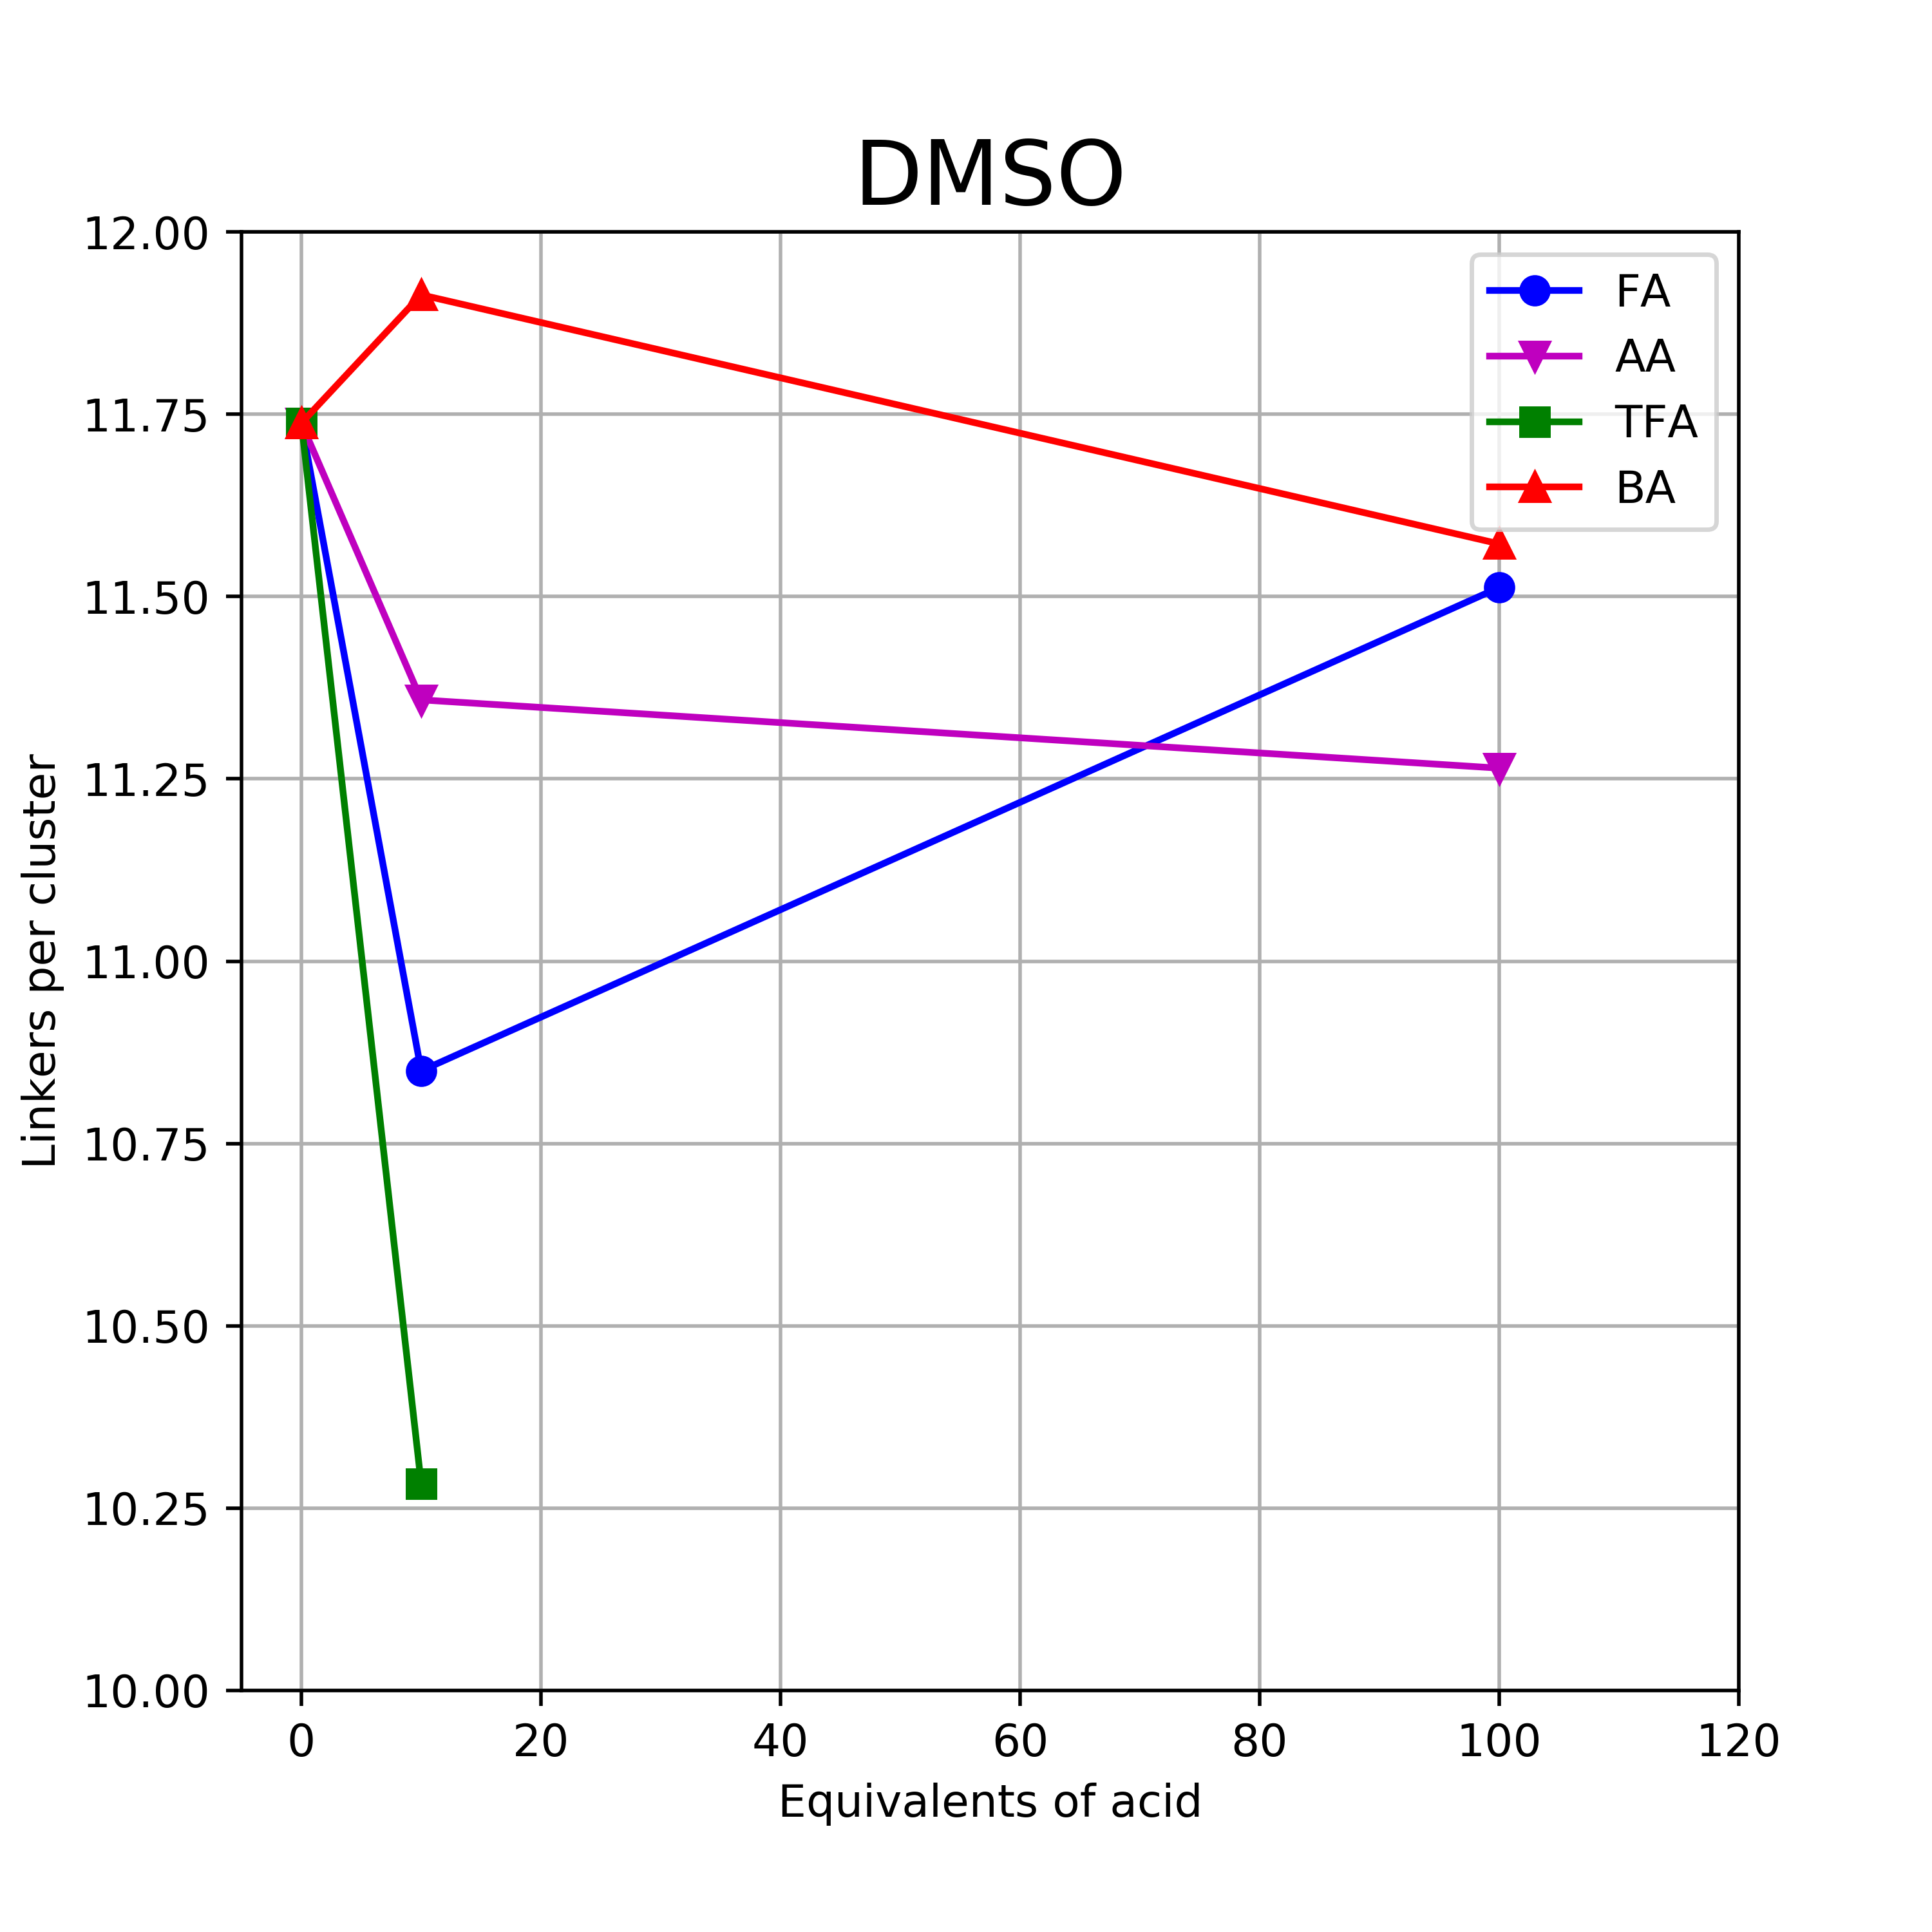 DMSO
12.00
11.75
11.50
11.25
11.00
10.75
10.50
10.25
10.00
Linkers per cluster
FA
AA
TFA
BA
0 20 40 60 80 100 120
Equivalents of acid